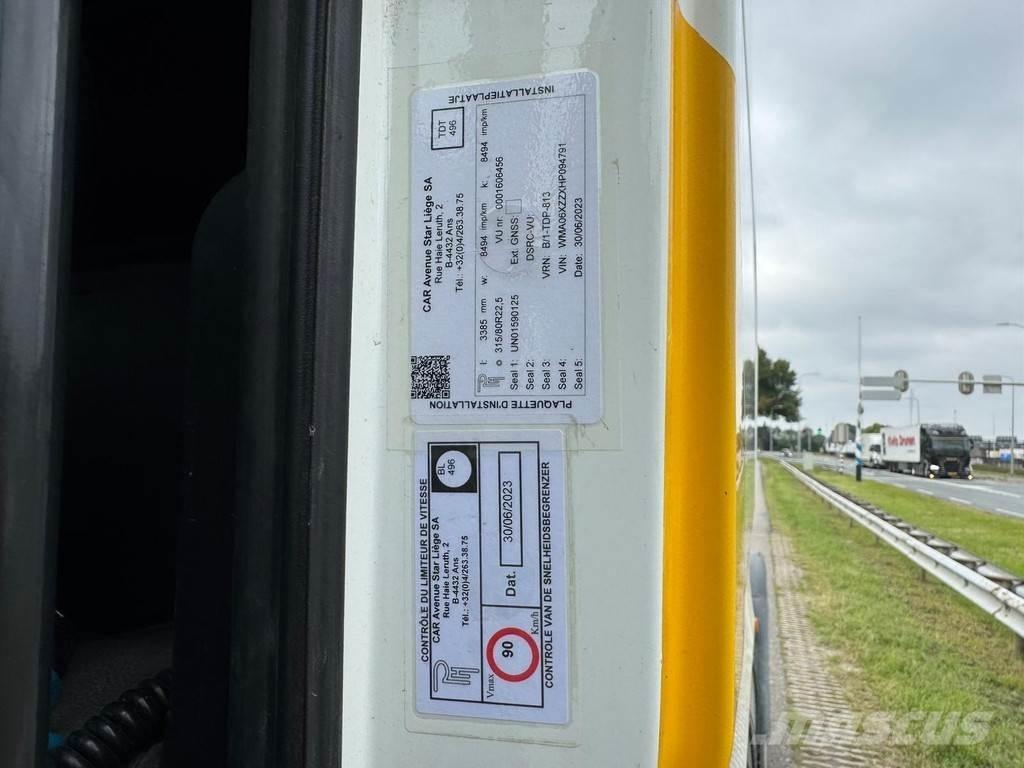 INSTALLATIEPLAATJE
CAR Avenue Star Liège SA
Rue Haie Leruth, 2
B-4432 Ans
Tél.: +32(0)4/263.38.75
TDT
496
l: 3385 mm w: 8494 imp/km k: 8494 imp/km
o 315/80R22,5 VU nr. 0001606456
Seal 1: UN01590125 Ext. GNSS:
Seal 2: DSRC-VU:
Seal 3: VRN: B/1-TDP-813
Seal 4: VIN: WMA06XZZXHP094791
Seal 5: Date: 30/06/2023
PLAQUETTE D'INSTALLATION
CONTRÔLE DU LIMITEUR DE VITESSE
CAR Avenue Star Liège SA
Rue Haie Leruth, 2
B-4432 Ans
Tél.: +32(0)4/263.38.75
BL
496
Vmax 90 Km/h
Dat. 30/06/2023
CONTROLE VAN DE SNELHEIDSBEGRENZER
MASCUS